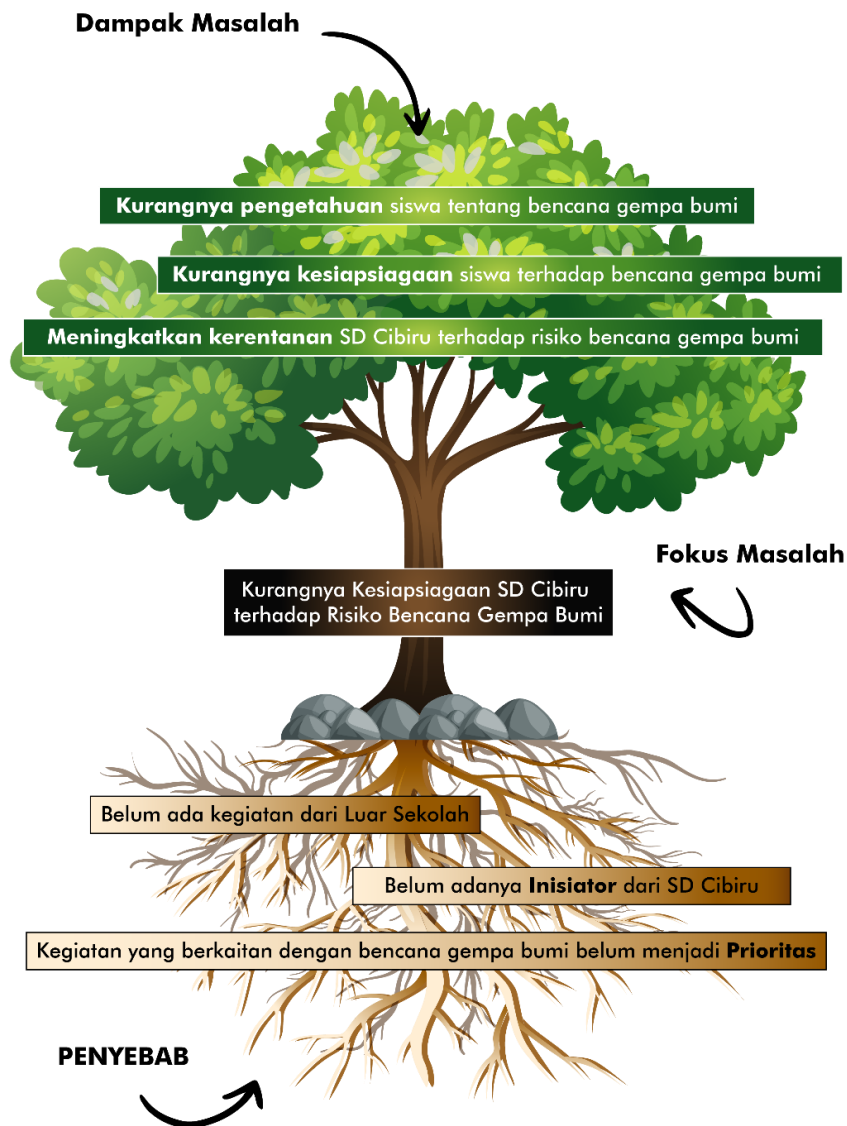 Dampak Masalah
Kurangnya pengetahuan siswa tentang bencana gempa bumi
Kurangnya kesiapsiagaan siswa terhadap bencana gempa bumi
Meningkatkan kerentanan SD Cibiru terhadap risiko bencana gempa bumi
Fokus Masalah
Kurangnya Kesiapsiagaan SD Cibiru
terhadap Risiko Bencana Gempa Bumi
Belum ada kegiatan dari Luar Sekolah
Belum adanya Inisiator dari SD Cibiru
Kegiatan yang berkaitan dengan bencana gempa bumi belum menjadi Prioritas
PENYEBAB